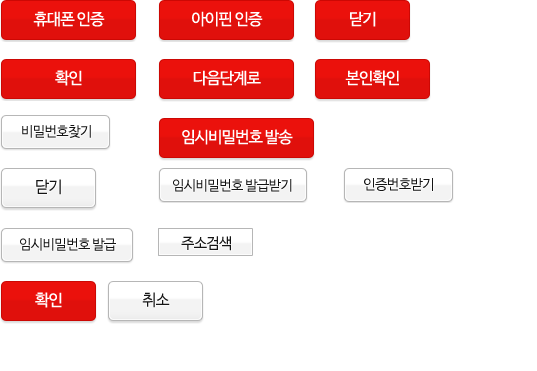 휴대폰 인증
아이핀 인증
닫기
확인
다음단계로
본인확인
비밀번호찾기
임시비밀번호 발송
닫기
임시비밀번호 발급받기
인증번호받기
임시비밀번호 발급
주소검색
확인
취소